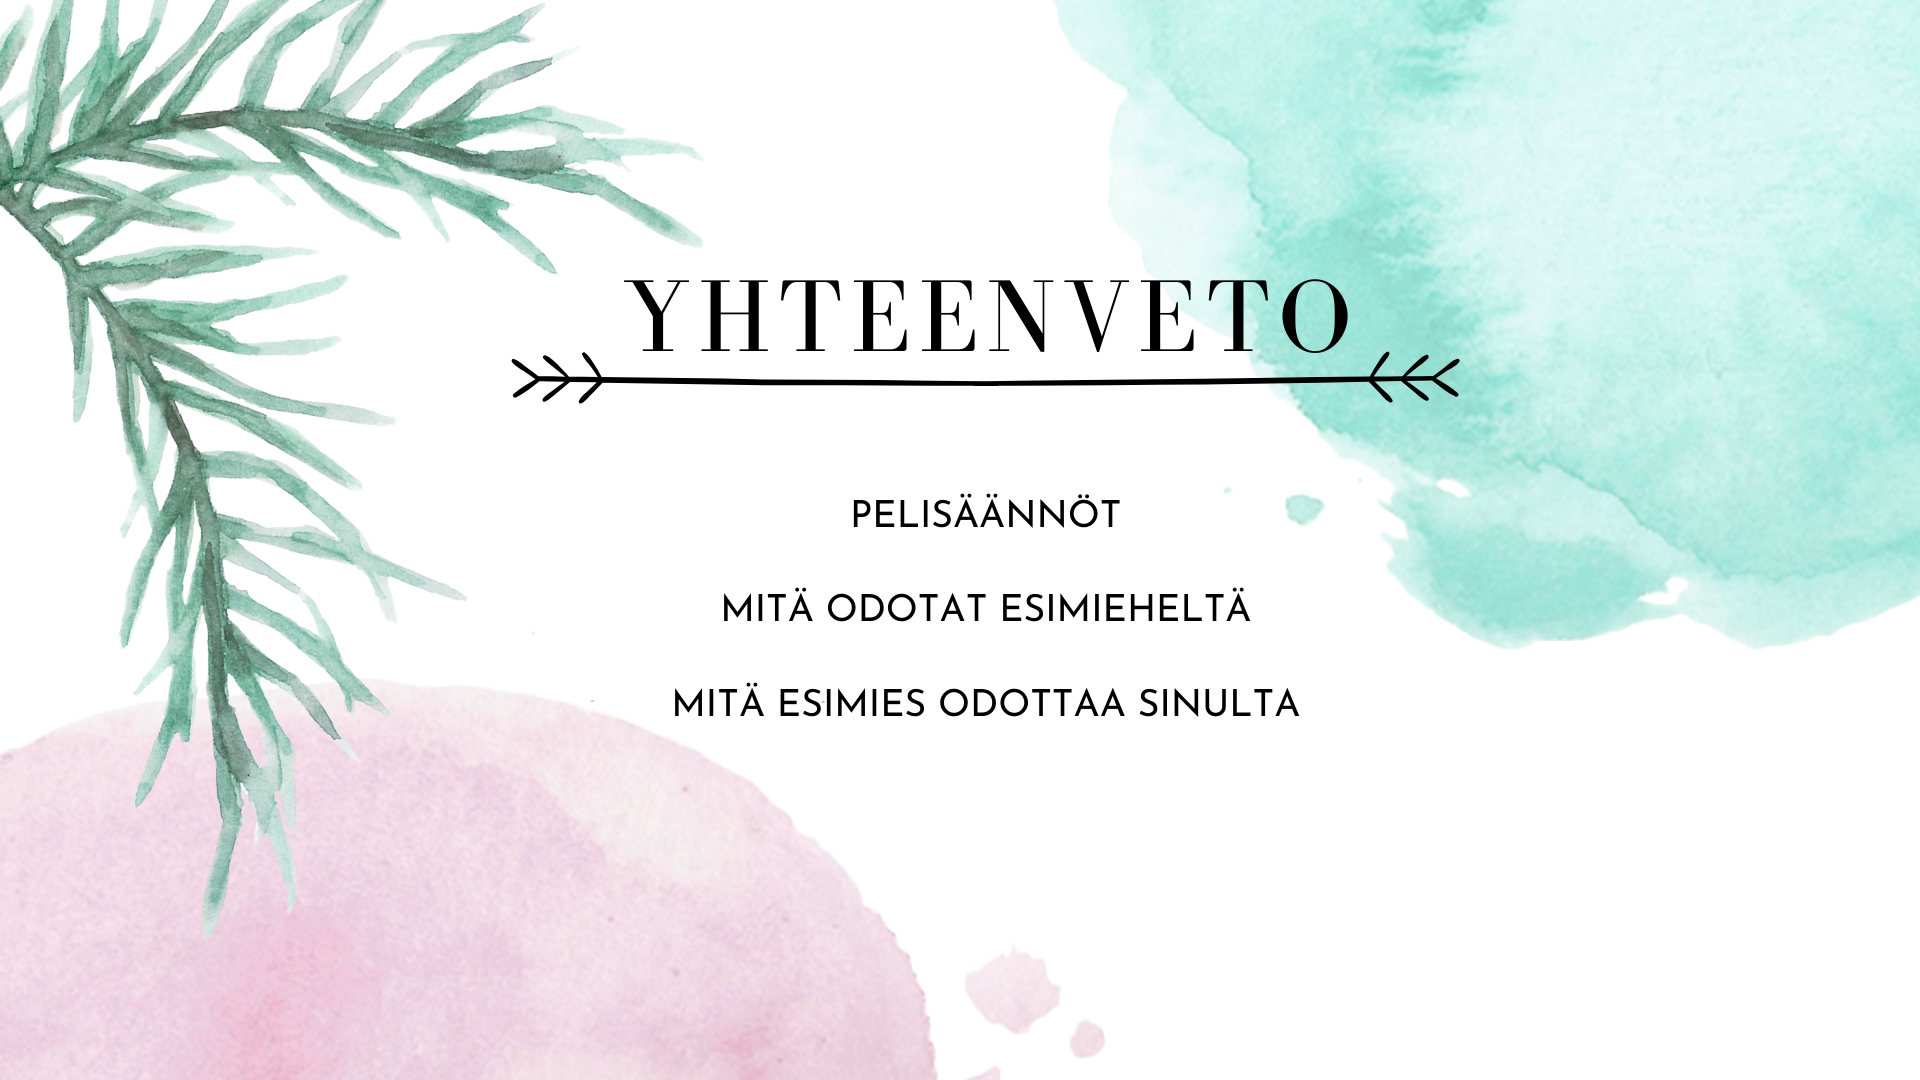 YHTEENVETO
PELISÄÄNNÖT
MITÄ ODOTAT ESIMIEHELTÄ
MITÄ ESIMIES ODOTTAA SINULTA